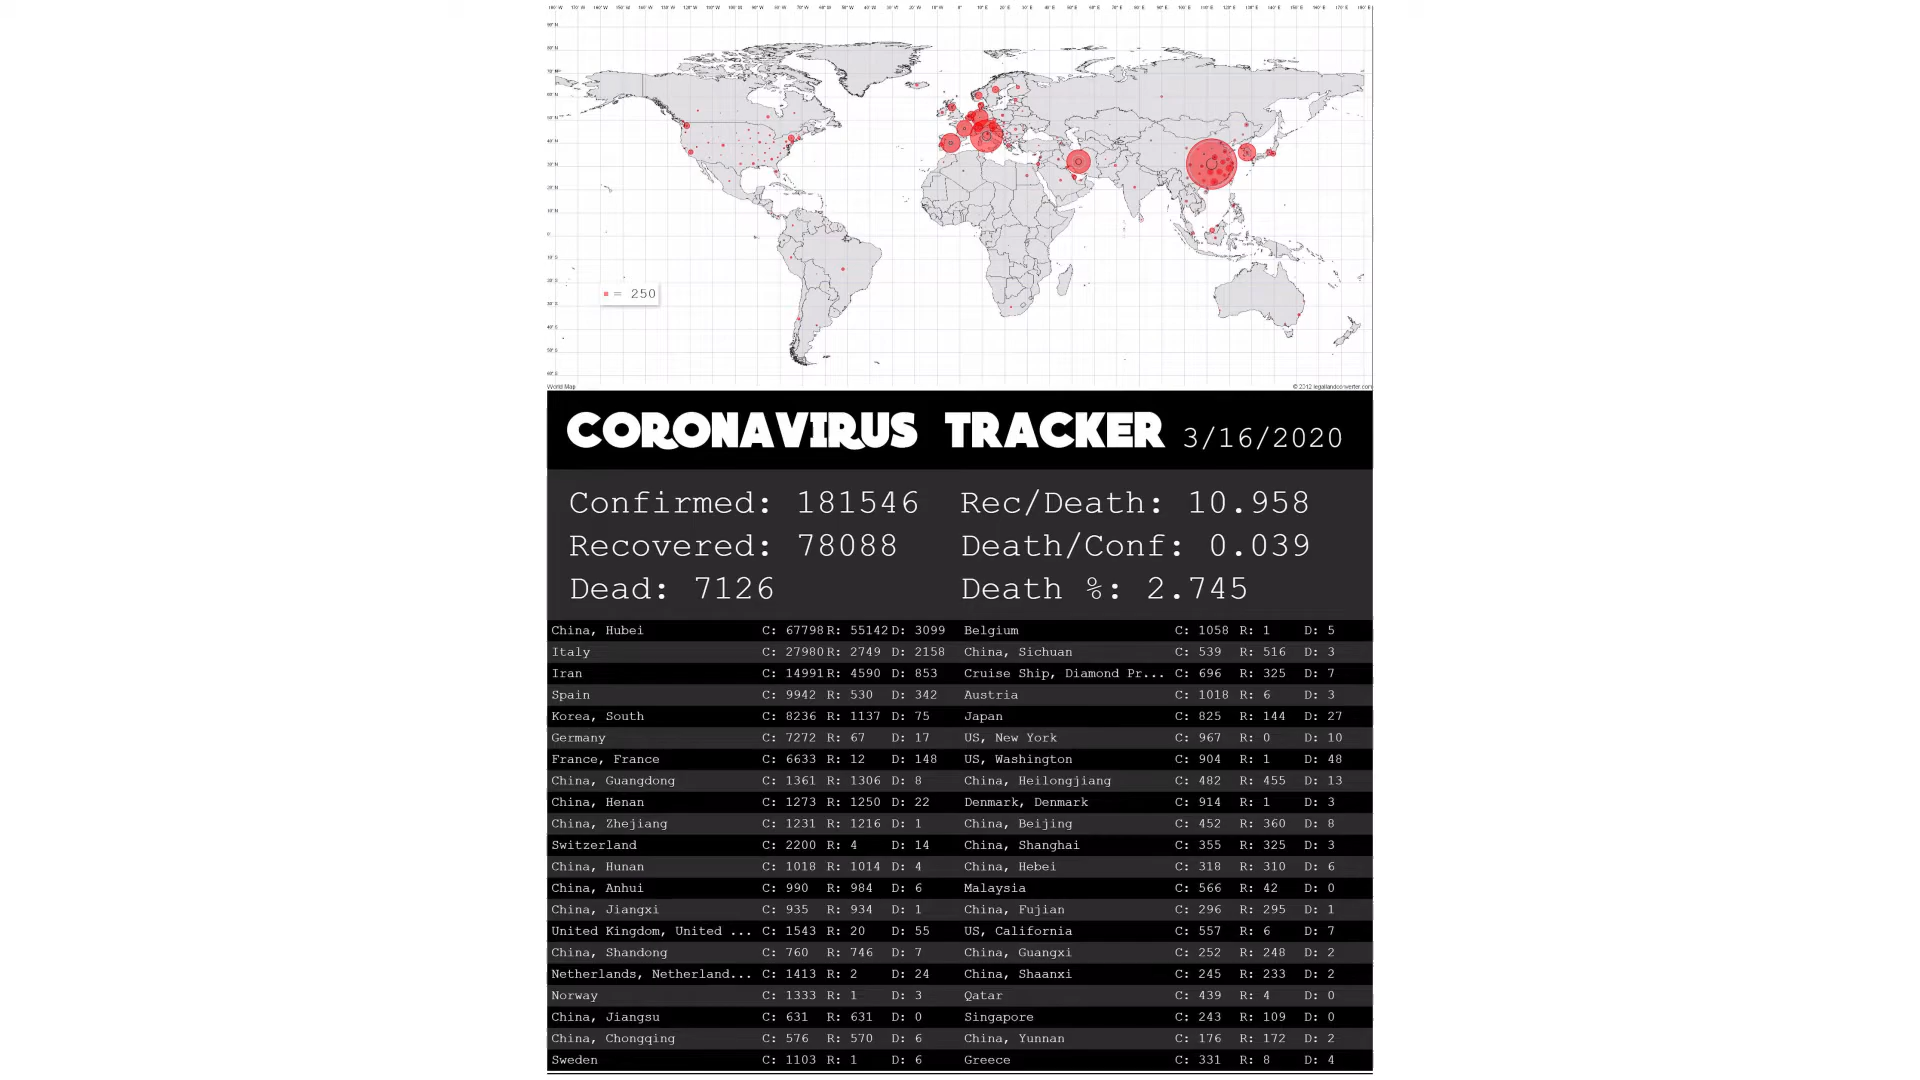 = 250
World Map
© 2012 legallandconverter.com
CORONAVIRUS TRACKER 3/16/2020
Confirmed: 181546 Rec/Death: 10.958
Recovered: 78088 Death/Conf: 0.039
Dead: 7126 Death %: 2.745
China, Hubei C: 67798 R: 55142 D: 3099 Belgium C: 1058 R: 1 D: 5
Italy C: 27980 R: 2749 D: 2158 China, Sichuan C: 539 R: 516 D: 3
Iran C: 14991 R: 4590 D: 853 Cruise Ship, Diamond Pr... C: 696 R: 325 D: 7
Spain C: 9942 R: 530 D: 342 Austria C: 1018 R: 6 D: 3
Korea, South C: 8236 R: 1137 D: 75 Japan C: 825 R: 144 D: 27
Germany C: 7272 R: 67 D: 17 US, New York C: 967 R: 0 D: 10
France, France C: 6633 R: 12 D: 148 US, Washington C: 904 R: 1 D: 48
China, Guangdong C: 1361 R: 1306 D: 8 China, Heilongjiang C: 482 R: 455 D: 13
China, Henan C: 1273 R: 1250 D: 22 Denmark, Denmark C: 914 R: 1 D: 3
China, Zhejiang C: 1231 R: 1216 D: 1 China, Beijing C: 452 R: 360 D: 8
Switzerland C: 2200 R: 4 D: 14 China, Shanghai C: 355 R: 325 D: 3
China, Hunan C: 1018 R: 1014 D: 4 China, Hebei C: 318 R: 310 D: 6
China, Anhui C: 990 R: 984 D: 6 Malaysia C: 566 R: 42 D: 0
China, Jiangxi C: 935 R: 934 D: 1 China, Fujian C: 296 R: 295 D: 1
United Kingdom, United ... C: 1543 R: 20 D: 55 US, California C: 557 R: 6 D: 7
China, Shandong C: 760 R: 746 D: 7 China, Guangxi C: 252 R: 248 D: 2
Netherlands, Netherland... C: 1413 R: 2 D: 24 China, Shaanxi C: 245 R: 233 D: 2
Norway C: 1333 R: 1 D: 3 Qatar C: 439 R: 4 D: 0
China, Jiangsu C: 631 R: 631 D: 0 Singapore C: 243 R: 109 D: 0
China, Chongqing C: 576 R: 570 D: 6 China, Yunnan C: 176 R: 172 D: 2
Sweden C: 1103 R: 1 D: 6 Greece C: 331 R: 8 D: 4